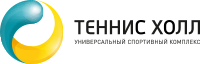 ТЕННИС ХОЛЛ
УНИВЕРСАЛЬНЫЙ СПОРТИВНЫЙ КОМПЛЕКС